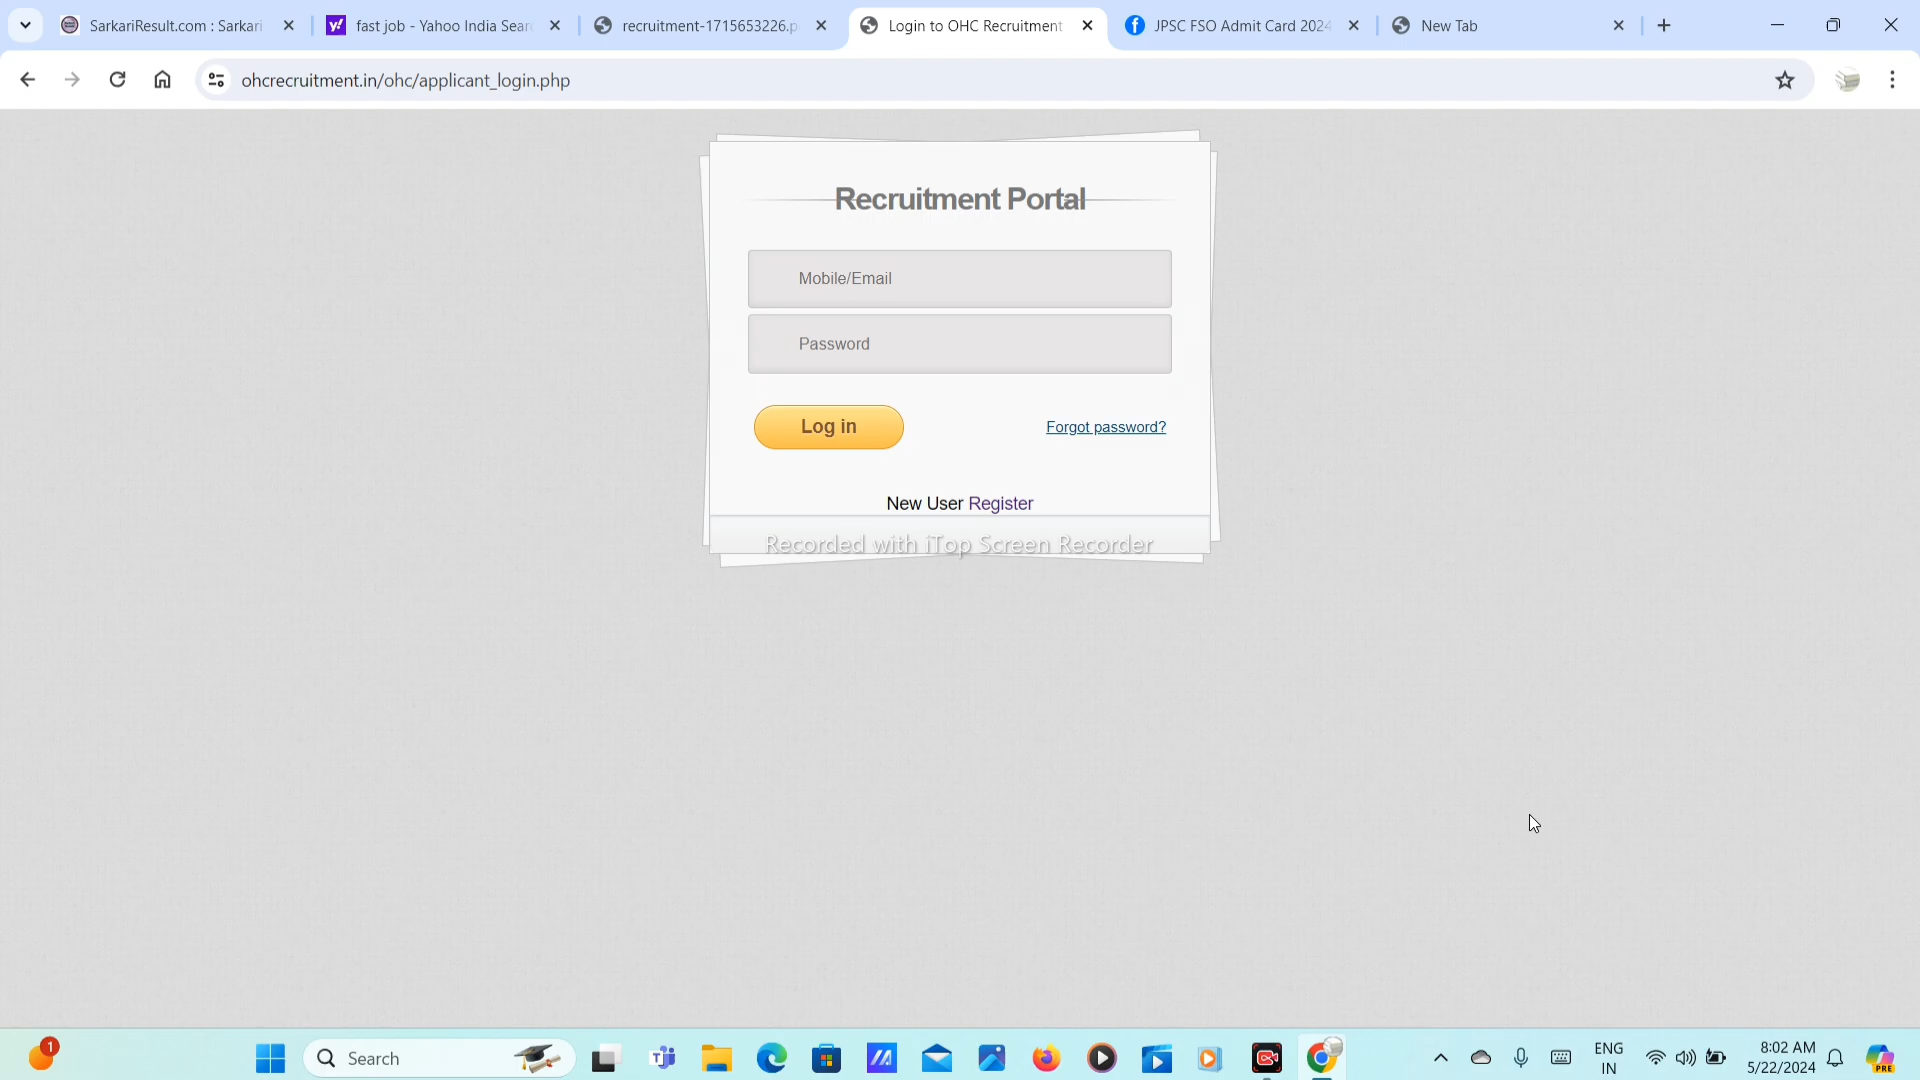 SarkariResult.com : Sarkari
fast job - Yahoo India Sear
recruitment-1715653226.p
Login to OHC Recruitment
JPSC FSO Admit Card 2024
New Tab
ohcrecruitment.in/ohc/applicant_login.php
Recruitment Portal
Mobile/Email
Password
Log in
Forgot password?
New User Register
Recorded with iTop Screen Recorder
1
Search
PRE
ENG
IN
8:02 AM
5/22/2024